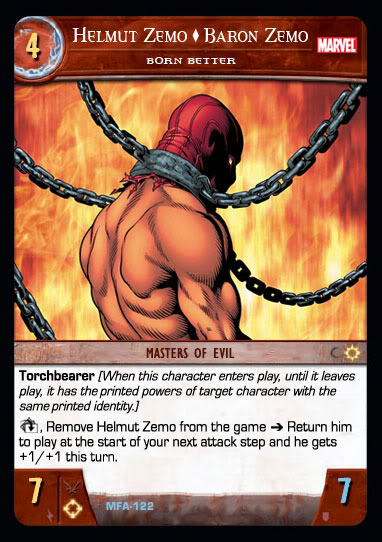 4
HELMUT ZEMO ♦ BARON ZEMO
MARVEL
BORN BETTER
MASTERS OF EVIL
Torchbearer [When this character enters play, until it leaves
play, it has the printed powers of target character with the
same printed identity.]
, Remove Helmut Zemo from the game ➔ Return him
to play at the start of your next attack step and he gets
+1/+1 this turn.
7
MFA-122
7